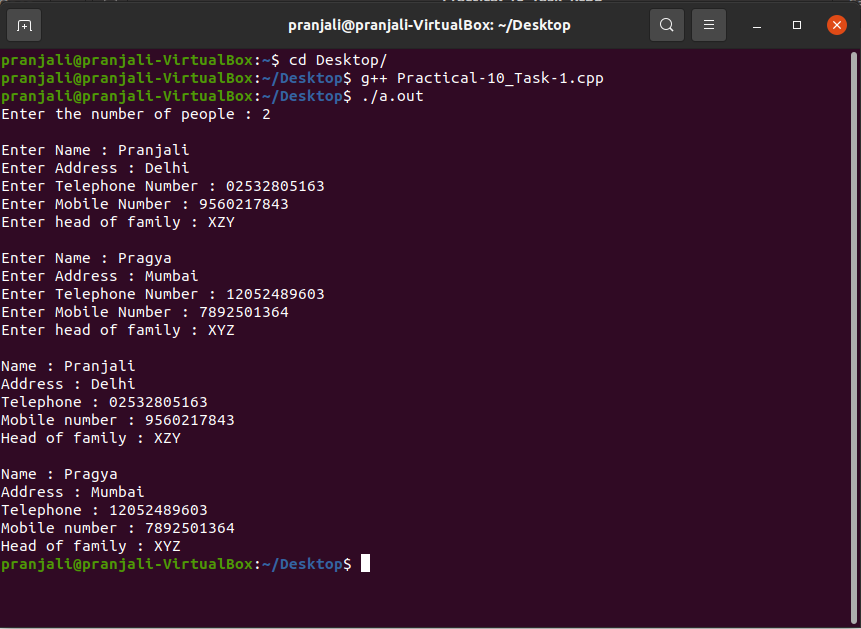 pranjali@pranjali-VirtualBox: ~/Desktop
pranjali@pranjali-VirtualBox:~$ cd Desktop/
pranjali@pranjali-VirtualBox:~/Desktop$ g++ Practical-10_Task-1.cpp
pranjali@pranjali-VirtualBox:~/Desktop$ ./a.out
Enter the number of people : 2
Enter Name : Pranjali
Enter Address : Delhi
Enter Telephone Number : 02532805163
Enter Mobile Number : 9560217843
Enter head of family : XZY
Enter Name : Pragya
Enter Address : Mumbai
Enter Telephone Number : 12052489603
Enter Mobile Number : 7892501364
Enter head of family : XYZ
Name : Pranjali
Address : Delhi
Telephone : 02532805163
Mobile number : 9560217843
Head of family : XZY
Name : Pragya
Address : Mumbai
Telephone : 12052489603
Mobile number : 7892501364
Head of family : XYZ
pranjali@pranjali-VirtualBox:~/Desktop$